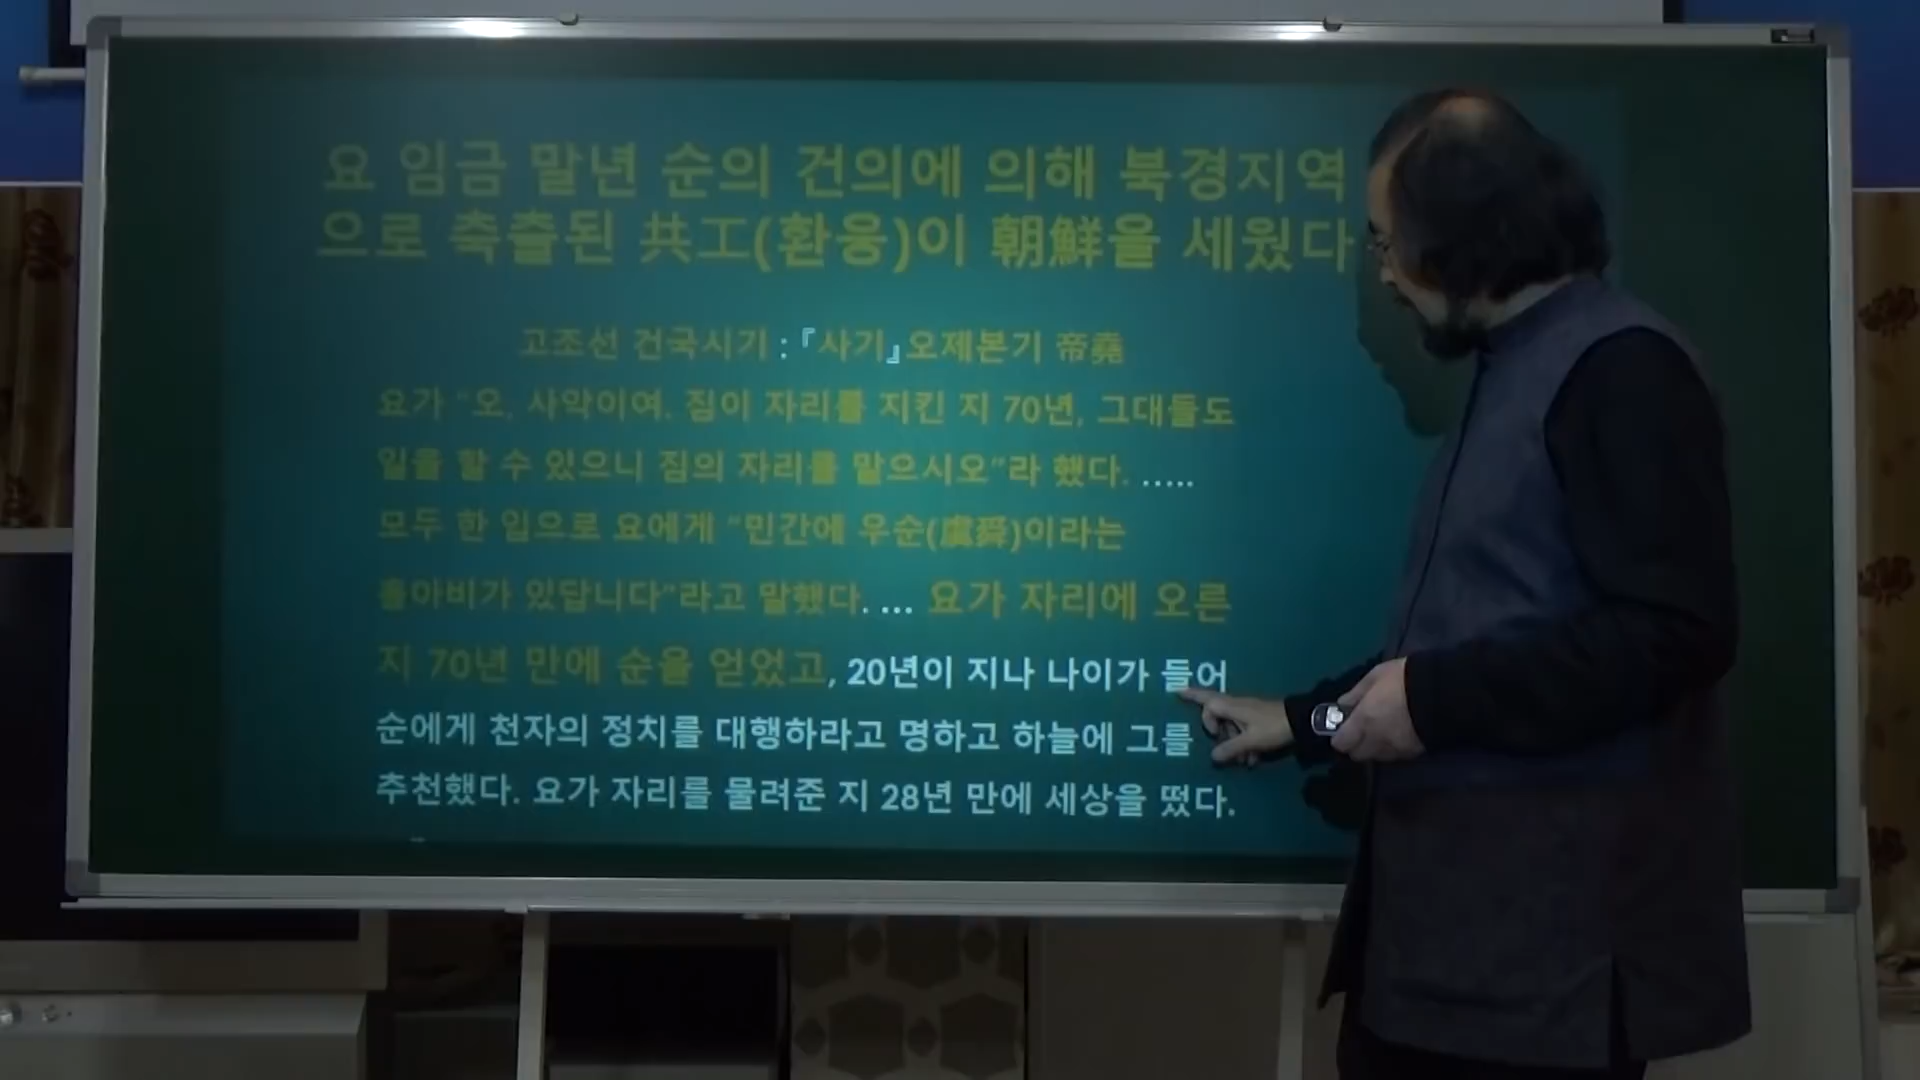 요 임금 말년 순의 건의에 의해 북경지역
으로 축출된 共工(환웅)이 朝鮮을 세웠다
고조선 건국시기 : 『사기』오제본기 帝堯
요가 “오, 사악이여, 짐이 자리를 지킨 지 70년, 그대들도
일을 할 수 있으니 짐의 자리를 맡으시오”라 했다. .....
모두 한 입으로 요에게 “민간에 우순(虞舜)이라는
홀아비가 있답니다”라고 말했다. ... 요가 자리에 오른
지 70년 만에 순을 얻었고, 20년이 지나 나이가 들어
순에게 천자의 정치를 대행하라고 명하고 하늘에 그를
추천했다. 요가 자리를 물려준 지 28년 만에 세상을 떴다.